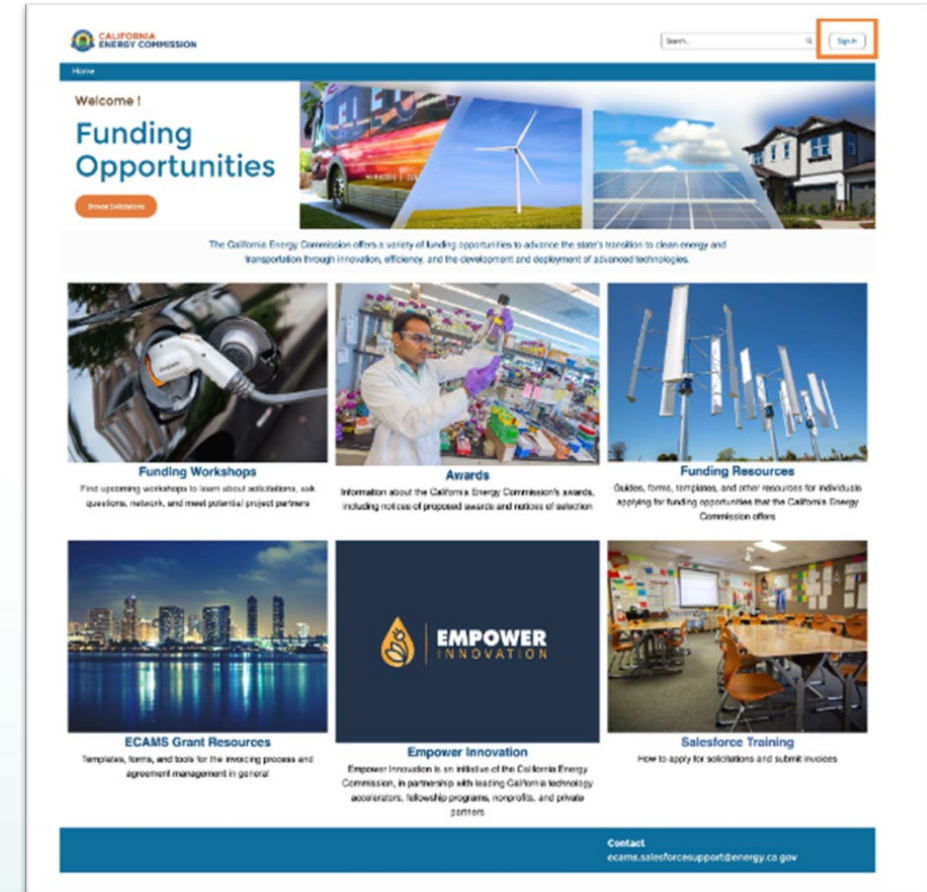 CALIFORNIA
ENERGY COMMISSION
Search...
Sign In
Home
Welcome !
Funding
Opportunities
Browse Solicitations
The California Energy Commission offers a variety of funding opportunities to advance the state's transition to clean energy and
transportation through innovation, efficiency, and the development and deployment of advanced technologies.
Funding Workshops
Find upcoming workshops to learn about solicitations, ask
questions, network, and meet potential project partners
Awards
Information about the California Energy Commission's awards,
including notices of proposed awards and notices of selection
Funding Resources
Guides, forms, templates, and other resources for individuals
applying for funding opportunities that the California Energy
Commission offers
EMPOWER
INNOVATION
ECAMS Grant Resources
Templates, forms, and tools for the invoicing process and
agreement management in general
Empower Innovation
Empower Innovation is an initiative of the California Energy
Commission, in partnership with leading California technology
accelerators, fellowship programs, nonprofits, and private
partners
Salesforce Training
How to apply for solicitations and submit invoices
Contact
ecams.salesforcesupport@energy.ca.gov